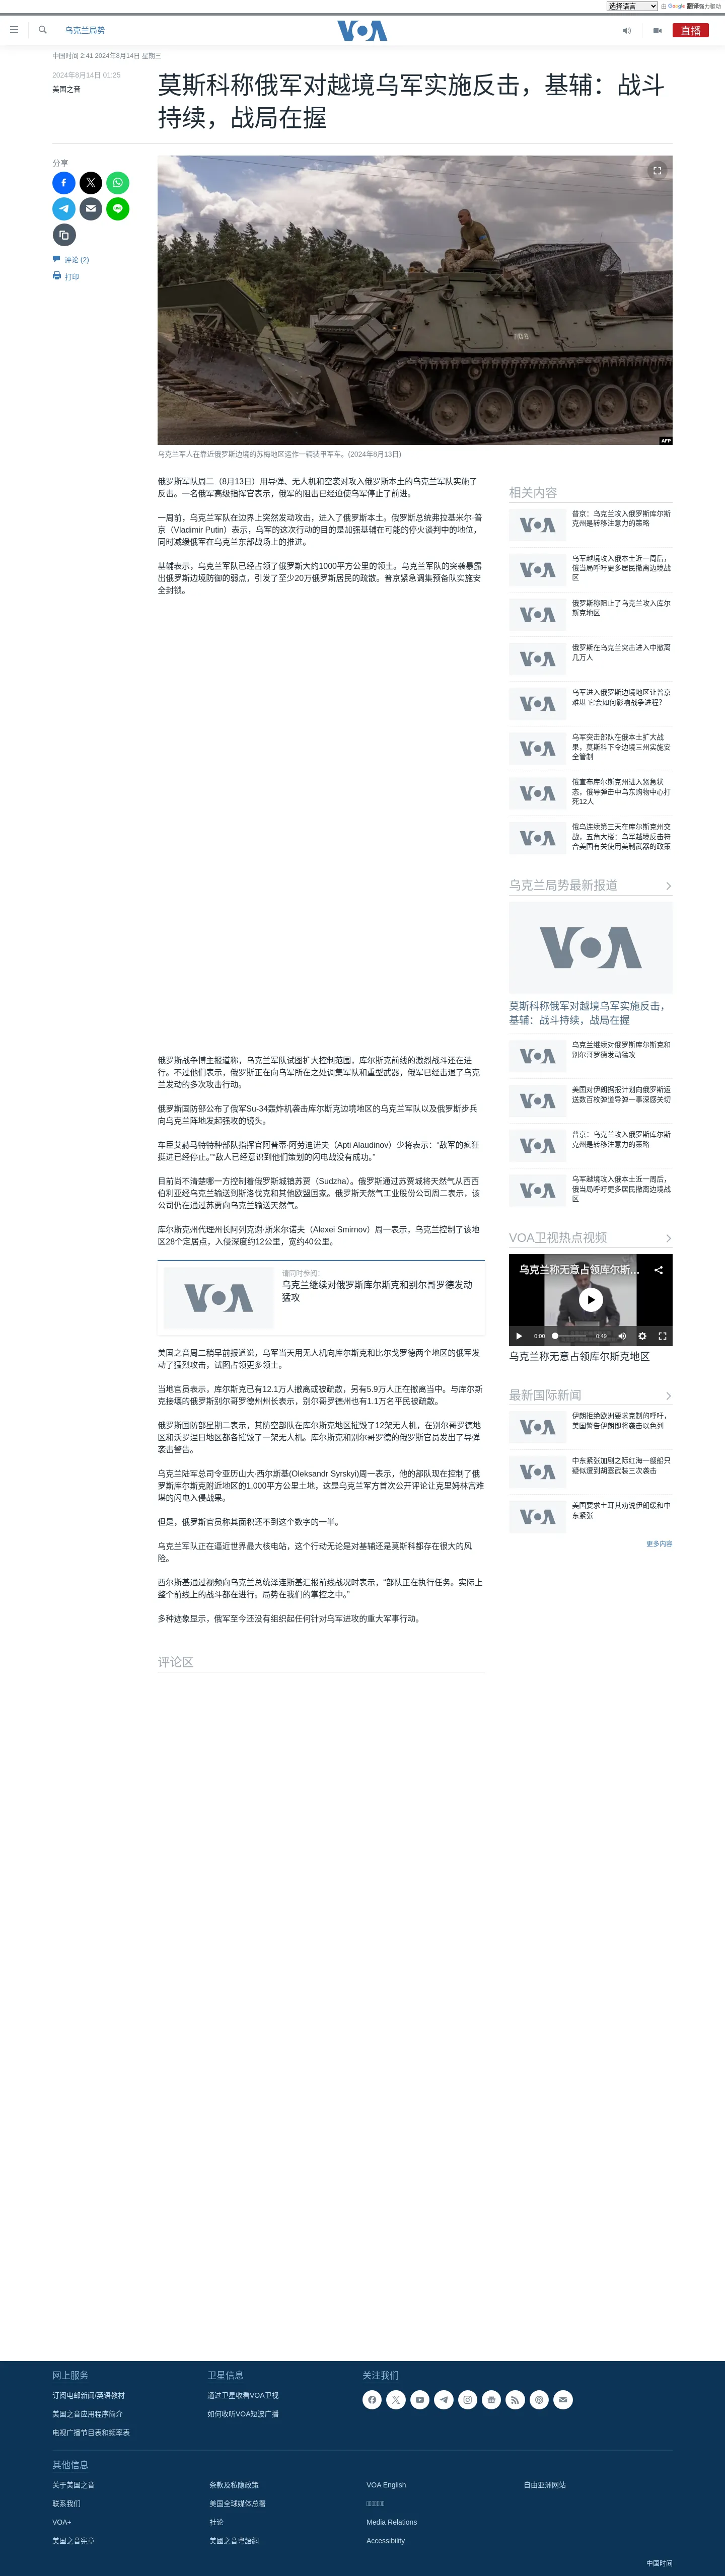 选择语言 由 Google 翻译强力驱动
乌克兰局势
VOA
直播
中国时间 2:41 2024年8月14日 星期三
2024年8月14日 01:25
美国之音
莫斯科称俄军对越境乌军实施反击，基辅：战斗
持续，战局在握
分享
评论 (2)
打印
AFP
乌克兰军人在靠近俄罗斯边境的苏梅地区运作一辆装甲军车。(2024年8月13日)
俄罗斯军队周二（8月13日）用导弹、无人机和空袭对攻入俄罗斯本土的乌克兰军队实施了
反击。一名俄军高级指挥官表示，俄军的阻击已经迫使乌军停止了前进。
一周前，乌克兰军队在边界上突然发动攻击，进入了俄罗斯本土。俄罗斯总统弗拉基米尔·普
京（Vladimir Putin）表示，乌军的这次行动的目的是加强基辅在可能的停火谈判中的地位，
同时减缓俄军在乌克兰东部战场上的推进。
基辅表示，乌克兰军队已经占领了俄罗斯大约1000平方公里的领土。乌克兰军队的突袭暴露
出俄罗斯边境防御的弱点，引发了至少20万俄罗斯居民的疏散。普京紧急调集预备队实施安
全封锁。
俄罗斯战争博主报道称，乌克兰军队试图扩大控制范围，库尔斯克前线的激烈战斗还在进
行。不过他们表示，俄罗斯正在向乌军所在之处调集军队和重型武器，俄军已经击退了乌克
兰发动的多次攻击行动。
俄罗斯国防部公布了俄军Su-34轰炸机袭击库尔斯克边境地区的乌克兰军队以及俄罗斯步兵
向乌克兰阵地发起强攻的镜头。
车臣艾赫马特特种部队指挥官阿普蒂·阿劳迪诺夫（Apti Alaudinov）少将表示：“敌军的疯狂
挺进已经停止。”“敌人已经意识到他们策划的闪电战没有成功。”
目前尚不清楚哪一方控制着俄罗斯城镇苏贾（Sudzha）。俄罗斯通过苏贾城将天然气从西西
伯利亚经乌克兰输送到斯洛伐克和其他欧盟国家。俄罗斯天然气工业股份公司周二表示，该
公司仍在通过苏贾向乌克兰输送天然气。
库尔斯克州代理州长阿列克谢·斯米尔诺夫（Alexei Smirnov）周一表示，乌克兰控制了该地
区28个定居点，入侵深度约12公里，宽约40公里。
VOA
请同时参阅：
乌克兰继续对俄罗斯库尔斯克和别尔哥罗德发动
猛攻
美国之音周二稍早前报道说，乌军当天用无人机向库尔斯克和比尔戈罗德两个地区的俄军发
动了猛烈攻击，试图占领更多领土。
当地官员表示，库尔斯克已有12.1万人撤离或被疏散，另有5.9万人正在撤离当中。与库尔斯
克接壤的俄罗斯别尔哥罗德州州长表示，别尔哥罗德州也有1.1万名平民被疏散。
俄罗斯国防部星期二表示，其防空部队在库尔斯克地区摧毁了12架无人机，在别尔哥罗德地
区和沃罗涅日地区都各摧毁了一架无人机。库尔斯克和别尔哥罗德的俄罗斯官员发出了导弹
袭击警告。
乌克兰陆军总司令亚历山大·西尔斯基(Oleksandr Syrskyi)周一表示，他的部队现在控制了俄
罗斯库尔斯克附近地区的1,000平方公里土地，这是乌克兰军方首次公开评论让克里姆林宫难
堪的闪电入侵战果。
但是，俄罗斯官员称其面积还不到这个数字的一半。
乌克兰军队正在逼近世界最大核电站，这个行动无论是对基辅还是莫斯科都存在很大的风
险。
西尔斯基通过视频向乌克兰总统泽连斯基汇报前线战况时表示，“部队正在执行任务。实际上
整个前线上的战斗都在进行。局势在我们的掌控之中。”
多种迹象显示，俄军至今还没有组织起任何针对乌军进攻的重大军事行动。
评论区
相关内容
VOA
普京：乌克兰攻入俄罗斯库尔斯
克州是转移注意力的策略
VOA
乌军越境攻入俄本土近一周后，
俄当局呼吁更多居民撤离边境战
区
VOA
俄罗斯称阻止了乌克兰攻入库尔
斯克地区
VOA
俄罗斯在乌克兰突击进入中撤离
几万人
VOA
乌军进入俄罗斯边境地区让普京
难堪 它会如何影响战争进程？
VOA
乌军突击部队在俄本土扩大战
果，莫斯科下令边境三州实施安
全管制
VOA
俄宣布库尔斯克州进入紧急状
态，俄导弹击中乌东购物中心打
死12人
VOA
俄乌连续第三天在库尔斯克州交
战，五角大楼：乌军越境反击符
合美国有关使用美制武器的政策
乌克兰局势最新报道
VOA
莫斯科称俄军对越境乌军实施反击，
基辅：战斗持续，战局在握
VOA
乌克兰继续对俄罗斯库尔斯克和
别尔哥罗德发动猛攻
VOA
美国对伊朗据报计划向俄罗斯运
送数百枚弹道导弹一事深感关切
VOA
普京：乌克兰攻入俄罗斯库尔斯
克州是转移注意力的策略
VOA
乌军越境攻入俄本土近一周后，
俄当局呼吁更多居民撤离边境战
区
VOA卫视热点视频
乌克兰称无意占领库尔斯...
0:00 0:49
乌克兰称无意占领库尔斯克地区
最新国际新闻
VOA
伊朗拒绝欧洲要求克制的呼吁，
美国警告伊朗即将袭击以色列
VOA
中东紧张加剧之际红海一艘船只
疑似遭到胡塞武装三次袭击
VOA
美国要求土耳其劝说伊朗缓和中
东紧张
更多内容
网上服务
订阅电邮新闻/英语教材
美国之音应用程序简介
电视广播节目表和频率表
卫星信息
通过卫星收看VOA卫视
如何收听VOA短波广播
关注我们
其他信息
关于美国之音
联系我们
VOA+
美国之音宪章
条款及私隐政策
美国全球媒体总署
社论
美國之音粵語網
VOA English
Media Relations
Accessibility
自由亚洲网站
中国时间